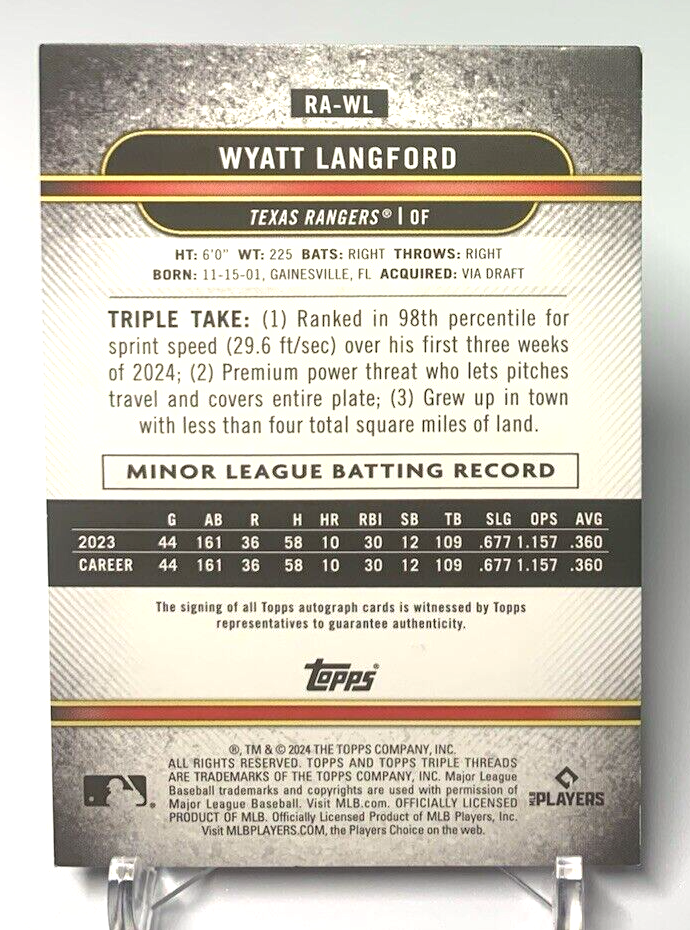 RA-WL
WYATT LANGFORD
TEXAS RANGERS® | OF
HT: 6'0" WT: 225 BATS: RIGHT THROWS: RIGHT
BORN: 11-15-01, GAINESVILLE, FL ACQUIRED: VIA DRAFT
TRIPLE TAKE: (1) Ranked in 98th percentile for
sprint speed (29.6 ft/sec) over his first three weeks
of 2024; (2) Premium power threat who lets pitches
travel and covers entire plate; (3) Grew up in town
with less than four total square miles of land.
MINOR LEAGUE BATTING RECORD
G AB R H HR RBI SB TB SLG OPS AVG
2023 44 161 36 58 10 30 12 109 .677 1.157 .360
CAREER 44 161 36 58 10 30 12 109 .677 1.157 .360
The signing of all Topps autograph cards is witnessed by Topps
representatives to guarantee authenticity.
Topps®
®, TM & © 2024 THE TOPPS COMPANY, INC.
ALL RIGHTS RESERVED. TOPPS AND TOPPS TRIPLE THREADS
ARE TRADEMARKS OF THE TOPPS COMPANY, INC. Major League
Baseball trademarks and copyrights are used with permission of
Major League Baseball. Visit MLB.com. OFFICIALLY LICENSED
PRODUCT OF MLB. Officially Licensed Product of MLB Players, Inc.
Visit MLBPLAYERS.COM, the Players Choice on the web.
MLB PLAYERS